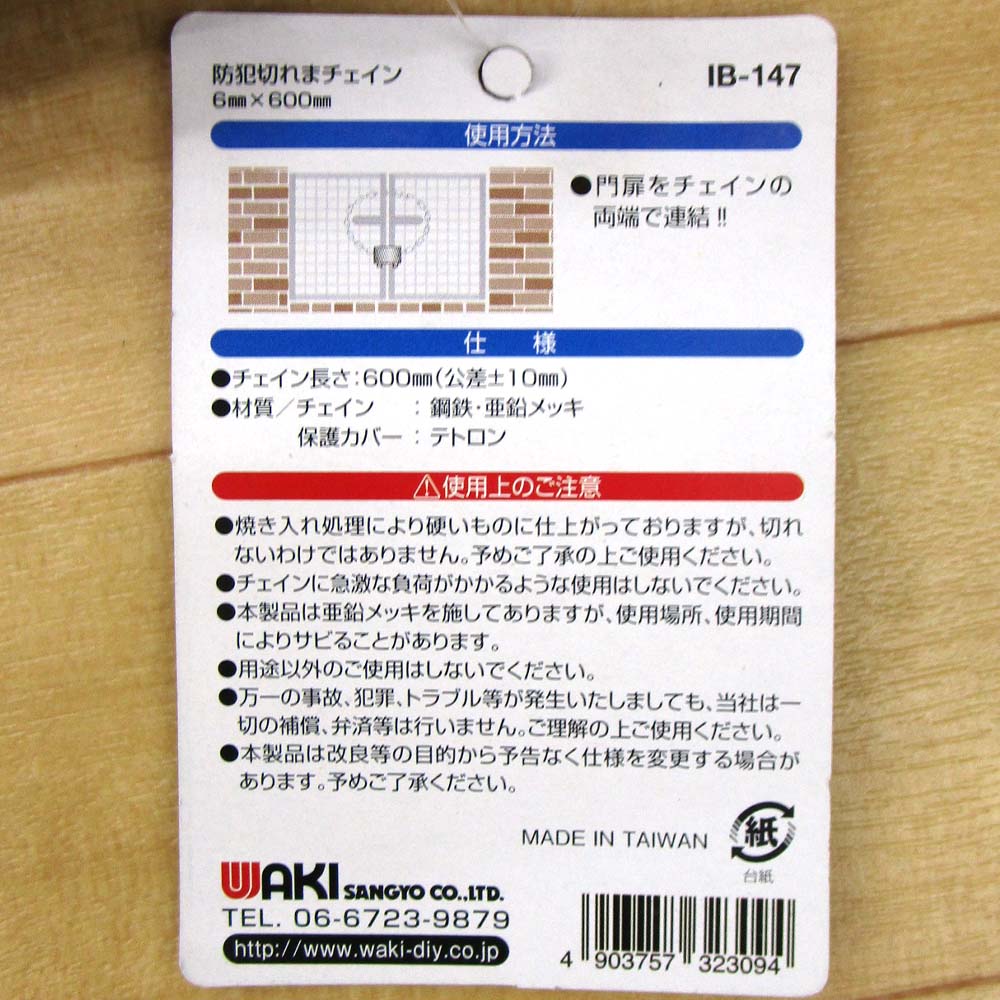 防犯切れまチェイン
6mm×600mm
IB-147
使用方法
●門扉をチェインの
両端で連結!!
仕 様
●チェイン長さ:600mm(公差±10mm)
●材質/チェイン :鋼鉄・亜鉛メッキ
保護カバー:テトロン
⚠使用上のご注意
●焼き入れ処理により硬いものに仕上がっておりますが、切れ
ないわけではありません。予めご了承の上ご使用ください。
●チェインに急激な負荷がかかるような使用はしないでください。
●本製品は亜鉛メッキを施してありますが、使用場所、使用期間
によりサビることがあります。
●用途以外のご使用はしないでください。
●万一の事故、犯罪、トラブル等が発生いたしましても、当社は一
切の補償、弁済等は行いません。ご理解の上ご使用ください。
●本製品は改良等の目的から予告なく仕様を変更する場合が
あります。予めご了承ください。
MADE IN TAIWAN
紙
台紙
WAKI SANGYO CO.,LTD.
TEL. 06-6723-9879
http://www.waki-diy.co.jp
4 903757 323094